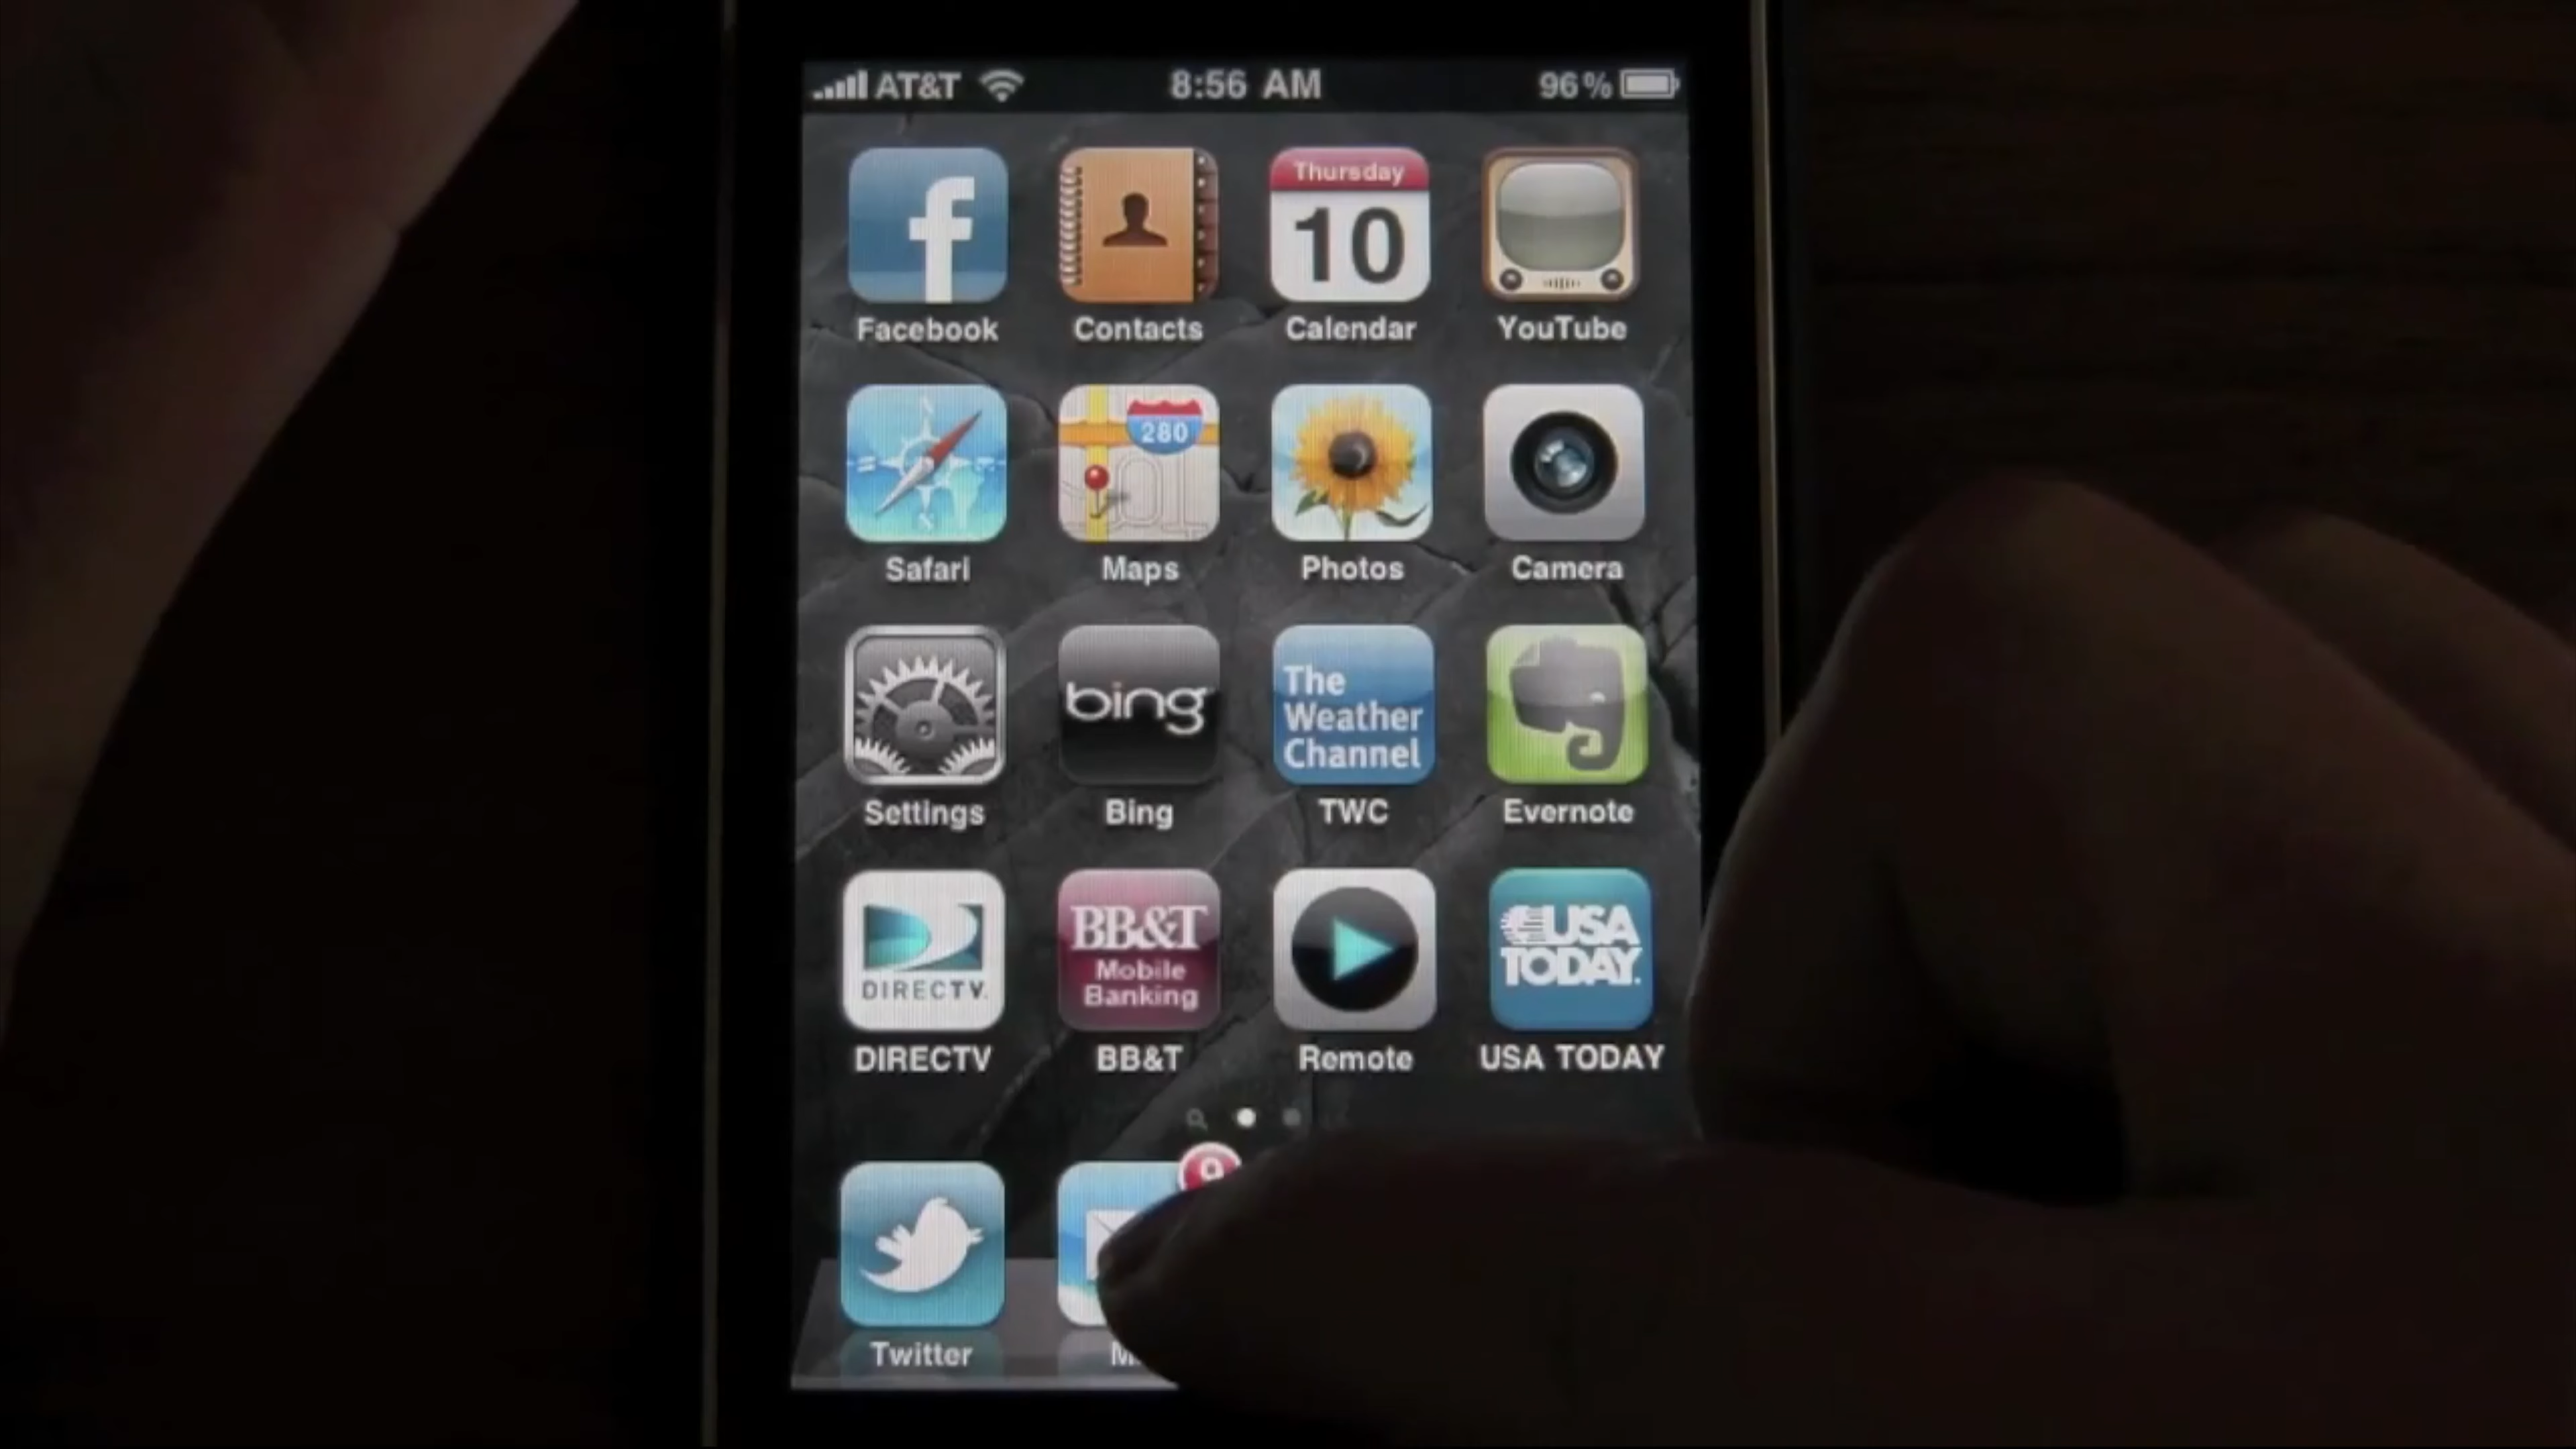 AT&T 8:56 AM 96%
Thursday
10
Facebook Contacts Calendar YouTube
N
280
N
Safari Maps Photos Camera
bing
The
Weather
Channel
Settings Bing TWC Evernote
DIRECTV
BB&T
Mobile
Banking
USA
TODAY
DIRECTV BB&T Remote USA TODAY
9
Twitter